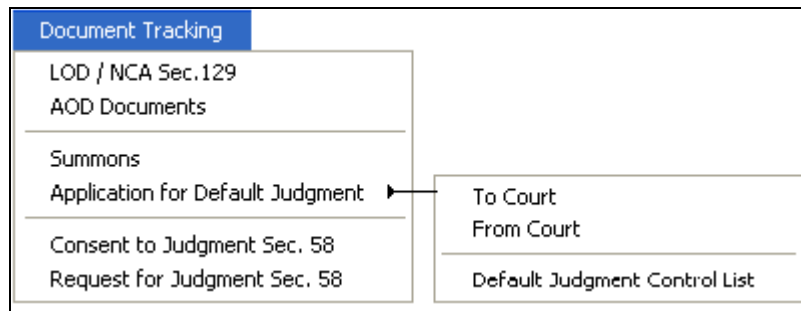 Document Tracking
LOD / NCA Sec.129
AOD Documents
Summons
Application for Default Judgment
Consent to Judgment Sec. 58
Request for Judgment Sec. 58
To Court
From Court
Default Judgment Control List